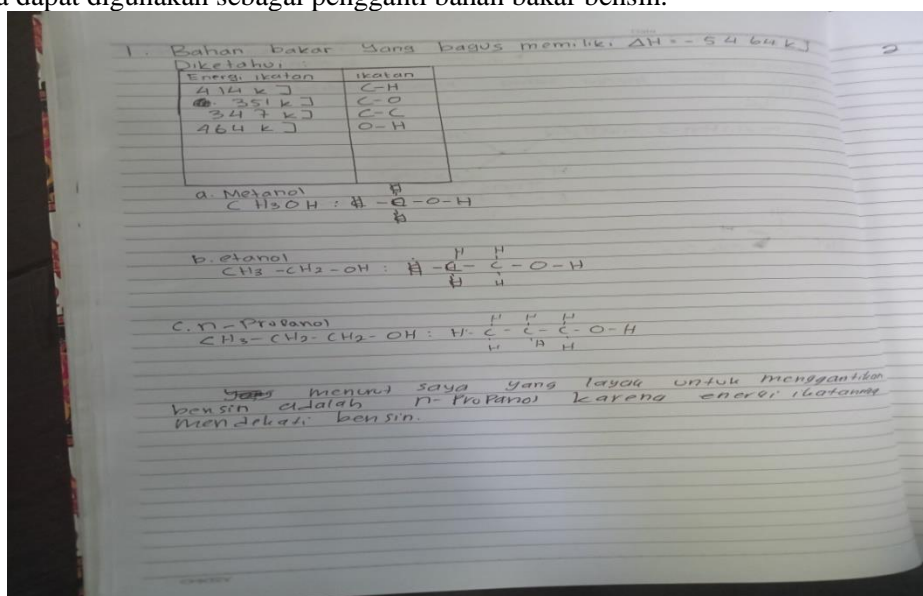 dapat digunakan sebagai pengganti bahan bakar bensin.
1. Bahan bakar yang bagus memiliki ΔH = - 5464 kJ
Diketahui :
Energi ikatan Ikatan
414 kJ C-H
351 kJ C-O
347 kJ C-C
464 kJ O-H
a. Metanol
H
CH3OH : H - C - O - H
H
b. etanol
H H
CH3 - CH2 - OH : H - C - C - O - H
H H
c. n - Propanol
H H H
CH3 - CH2 - CH2 - OH : H - C - C - C - O - H
H H H
menurut saya yang layak untuk menggantikan
bensin adalah n - Propanol karena energi ikatannya
mendekati bensin.